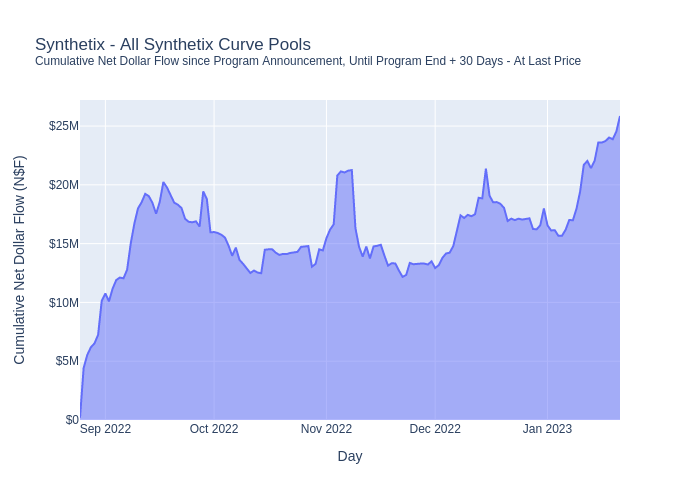 Synthetix - All Synthetix Curve Pools
Cumulative Net Dollar Flow since Program Announcement, Until Program End + 30 Days - At Last Price
Cumulative Net Dollar Flow (N$F)
$25M
$20M
$15M
$10M
$5M
$0
Sep 2022
Oct 2022
Nov 2022
Dec 2022
Jan 2023
Day